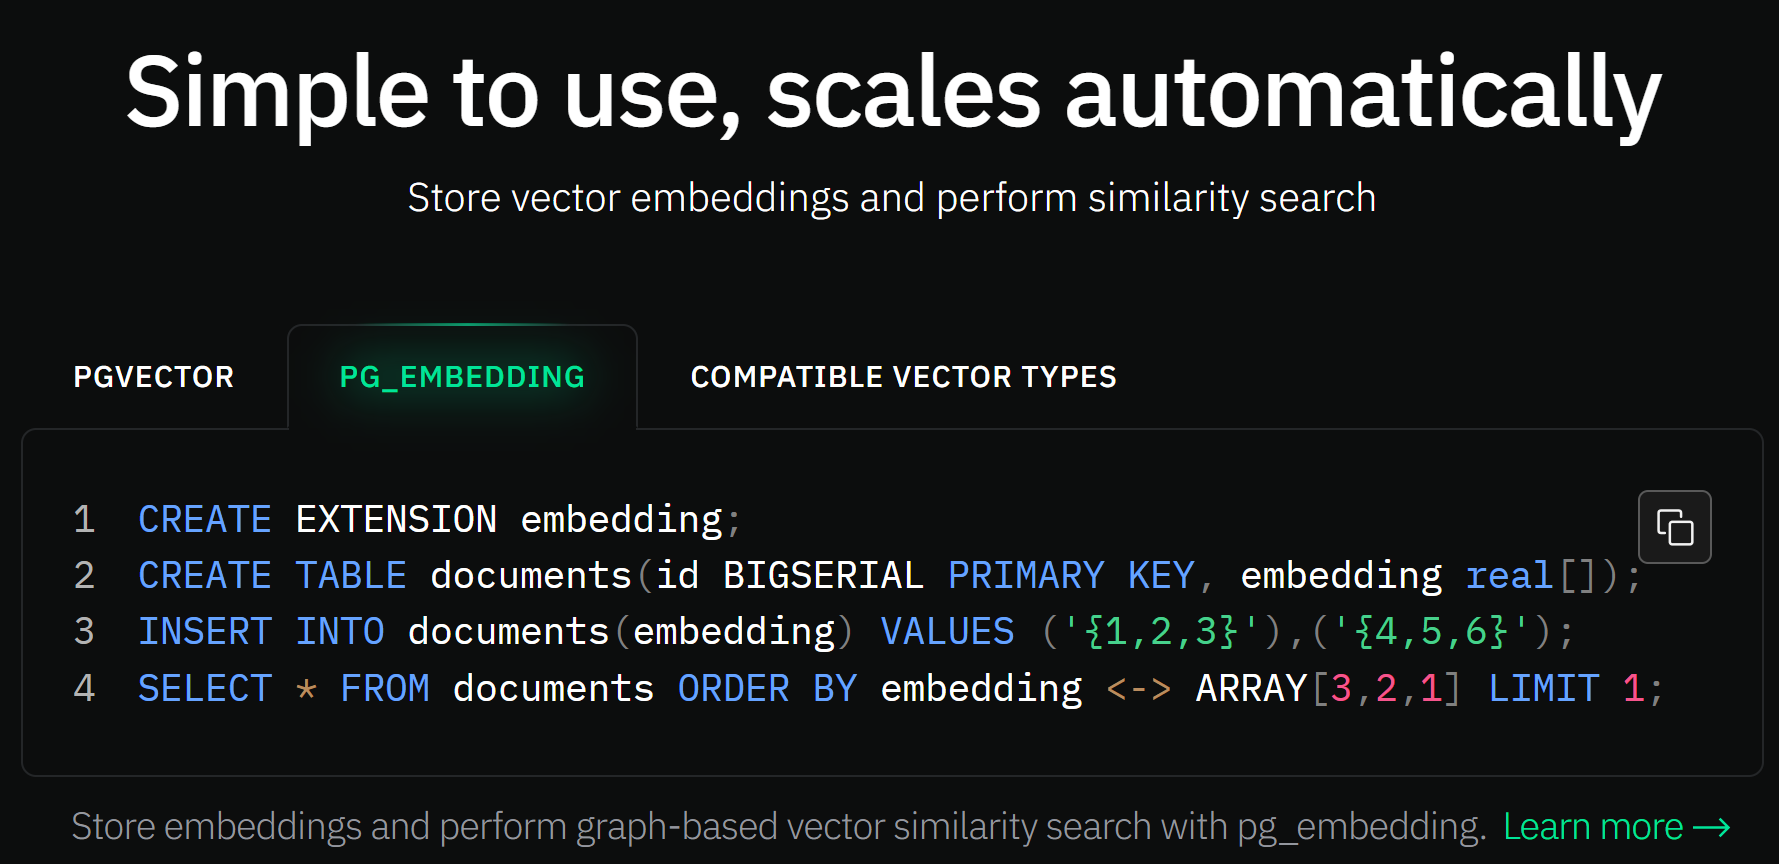 Simple to use, scales automatically
Store vector embeddings and perform similarity search
PGVECTOR PG_EMBEDDING COMPATIBLE VECTOR TYPES
1 CREATE EXTENSION embedding;
2 CREATE TABLE documents(id BIGSERIAL PRIMARY KEY, embedding real[]);
3 INSERT INTO documents(embedding) VALUES ('{1,2,3}'),('{4,5,6}');
4 SELECT * FROM documents ORDER BY embedding <-> ARRAY[3,2,1] LIMIT 1;
Store embeddings and perform graph-based vector similarity search with pg_embedding. Learn more →